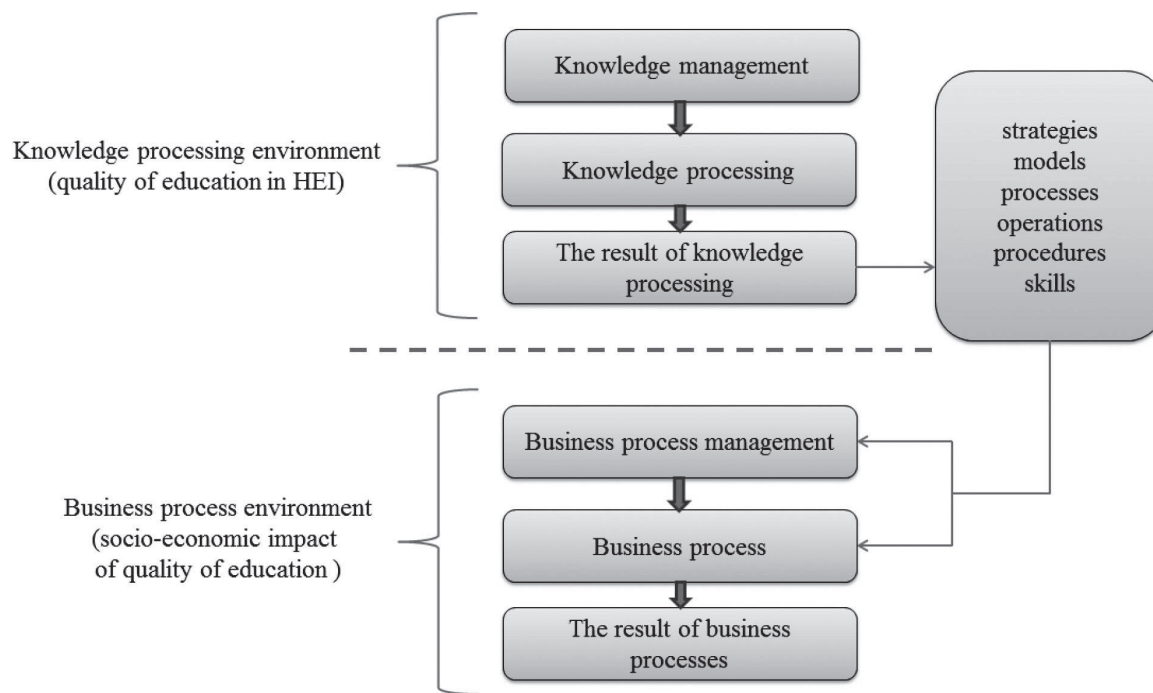 Knowledge management
Knowledge processing environment
(quality of education in HEI)
Knowledge processing
The result of knowledge
processing
strategies
models
processes
operations
procedures
skills
Business process management
Business process environment
(socio-economic impact
of quality of education )
Business process
The result of business
processes